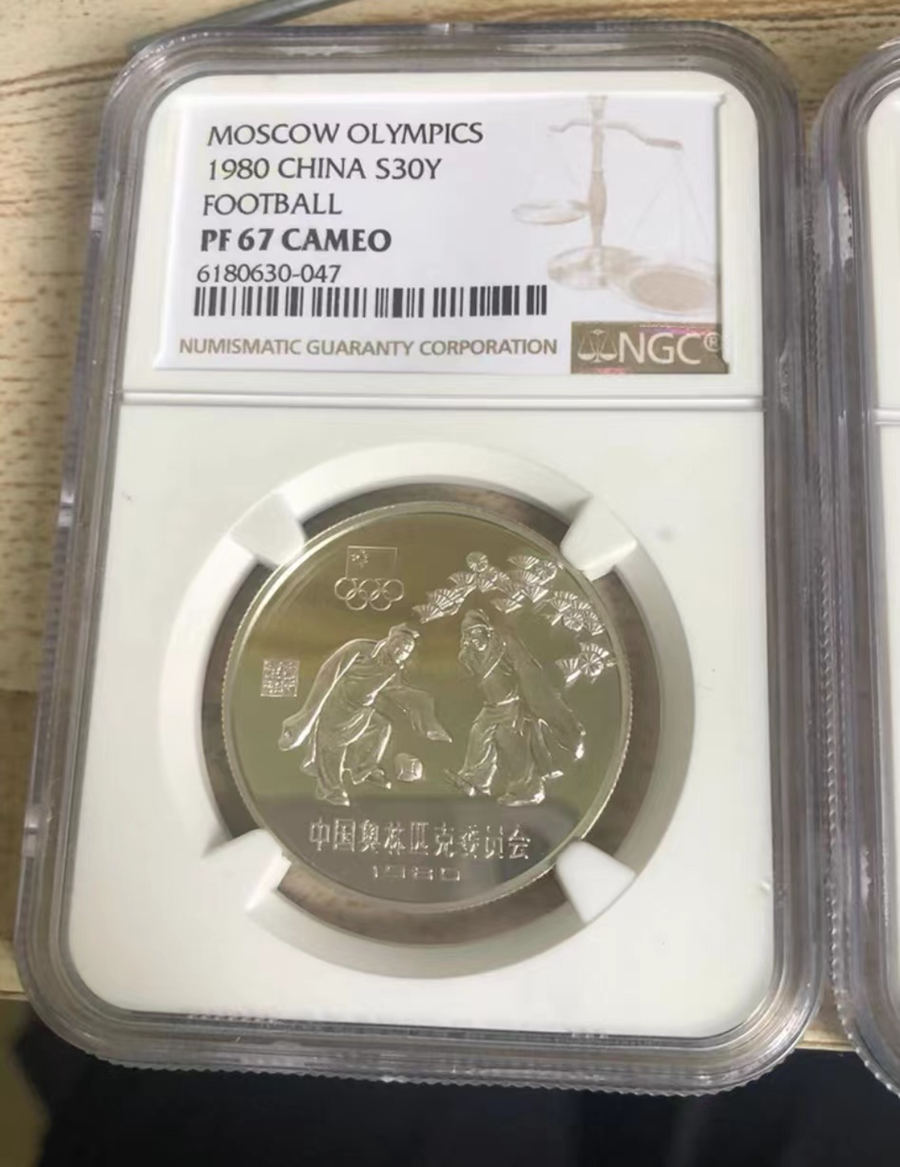 MOSCOW OLYMPICS
1980 CHINA S30Y
FOOTBALL
PF 67 CAMEO
6180630-047
NUMISMATIC GUARANTY CORPORATION
NGC®
中国奥林匹克委员会
1980